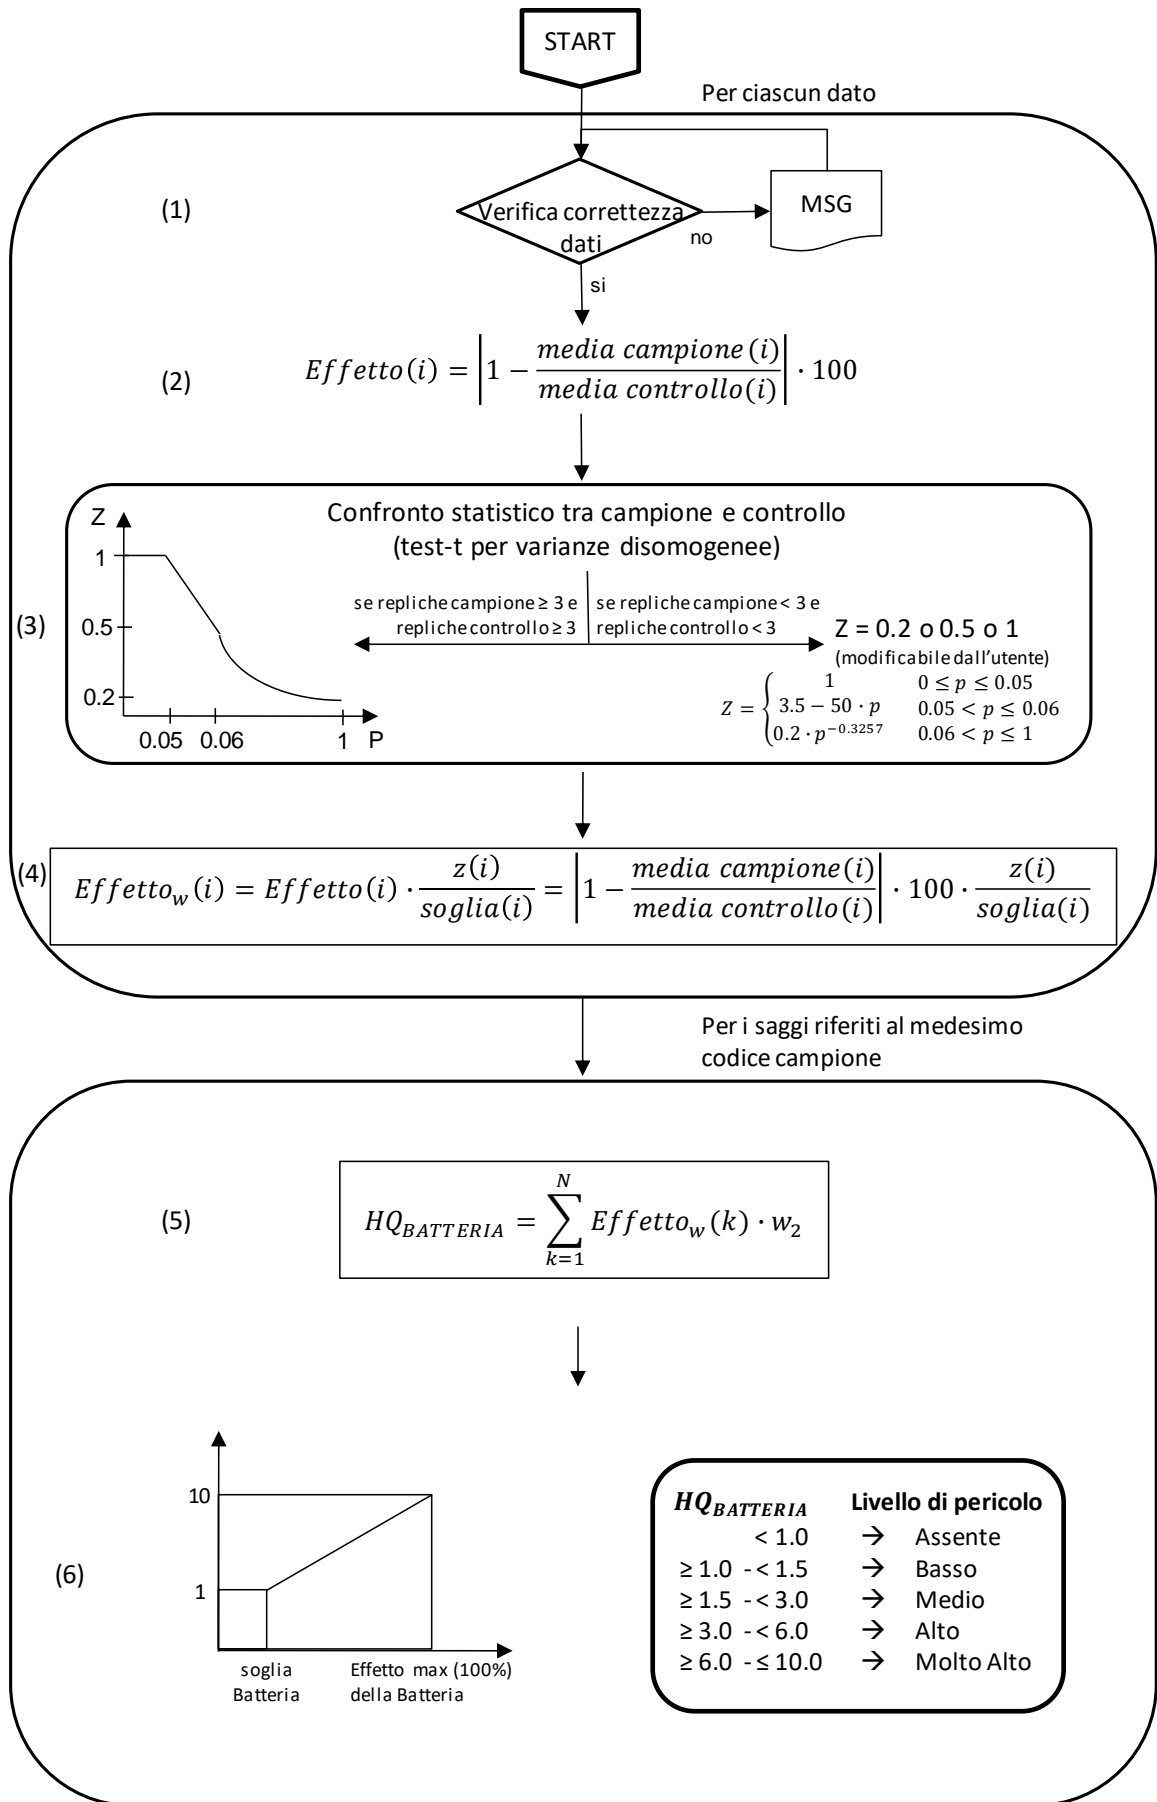 START
Per ciascun dato
(1)
Verifica correttezza
dati
no
MSG
si
(2)
Effetto(i) = |1 − media campione(i) / media controllo(i)| · 100
(3)
Confronto statistico tra campione e controllo
(test-t per varianze disomogenee)
Z
1
0.5
0.2
0.05 0.06 1 P
se repliche campione ≥ 3 e
repliche controllo ≥ 3
se repliche campione < 3 e
repliche controllo < 3
Z = 0.2 o 0.5 o 1
(modificabile dall'utente)
Z = { 1 0 ≤ p ≤ 0.05
3.5 − 50 · p 0.05 < p ≤ 0.06
0.2 · p^−0.3257 0.06 < p ≤ 1
(4)
Effetto_w(i) = Effetto(i) · z(i) / soglia(i) = |1 − media campione(i) / media controllo(i)| · 100 · z(i) / soglia(i)
Per i saggi riferiti al medesimo
codice campione
(5)
HQ_BATTERIA = ∑_{k=1}^{N} Effetto_w(k) · w₂
(6)
10
1
soglia
Batteria
Effetto max (100%)
della Batteria
HQ_BATTERIA Livello di pericolo
< 1.0 → Assente
≥ 1.0 - < 1.5 → Basso
≥ 1.5 - < 3.0 → Medio
≥ 3.0 - < 6.0 → Alto
≥ 6.0 - ≤ 10.0 → Molto Alto